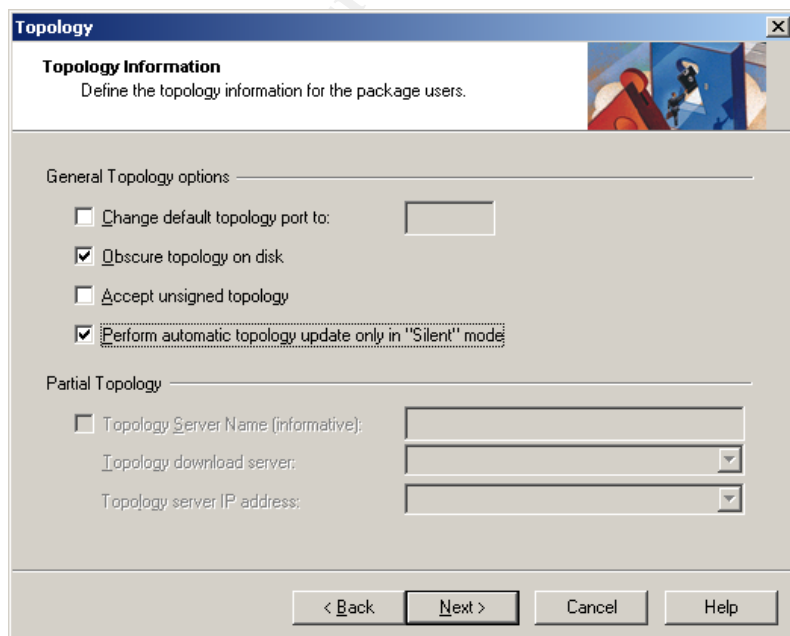 Topology
Topology Information
Define the topology information for the package users.
General Topology options
Change default topology port to:
Obscure topology on disk
Accept unsigned topology
Perform automatic topology update only in "Silent" mode
Partial Topology
Topology Server Name (informative):
Topology download server:
Topology server IP address:
< Back
Next >
Cancel
Help